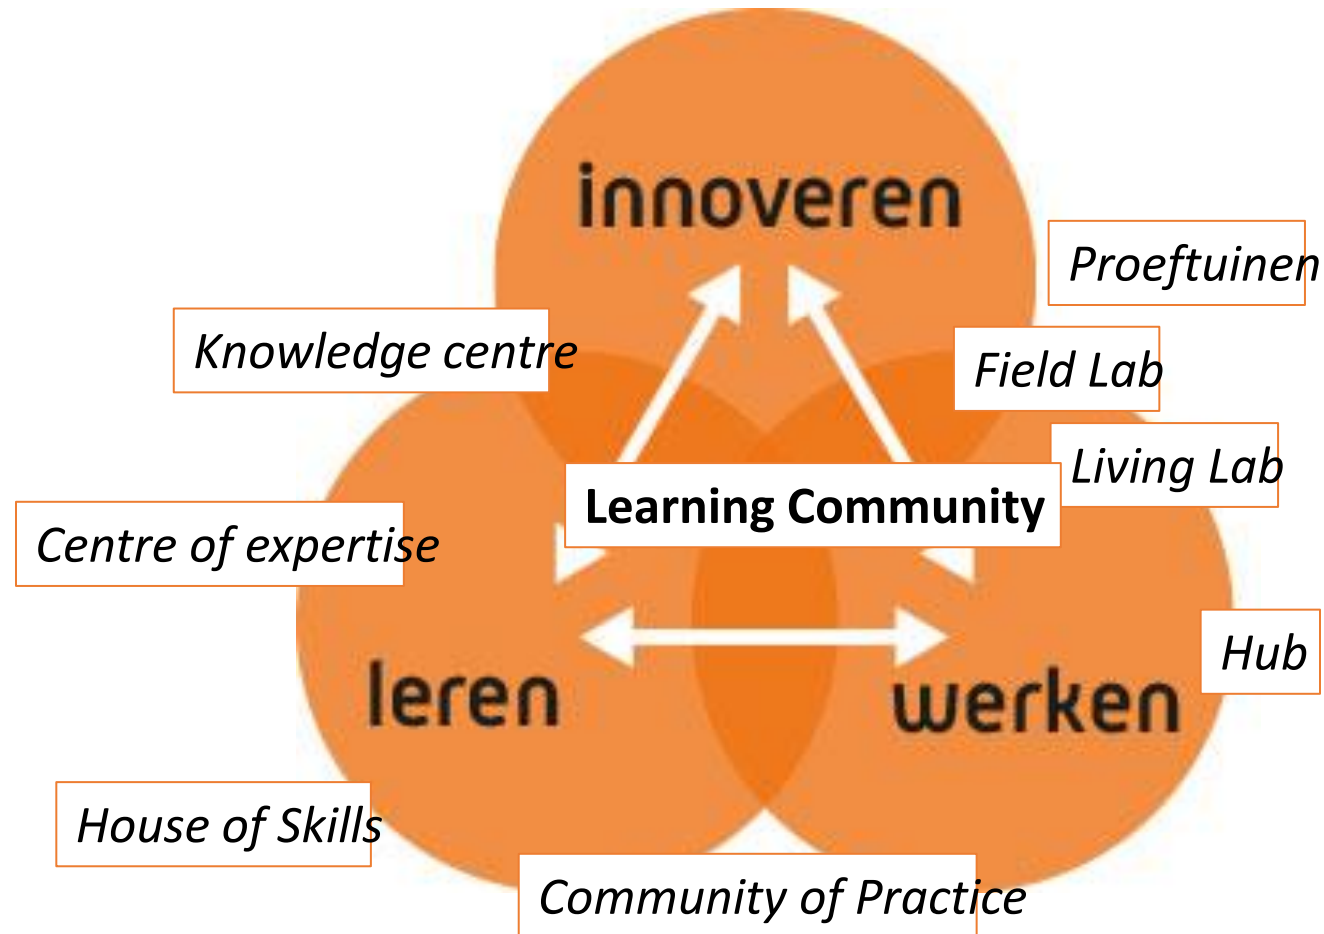 innoveren
Proeftuinen
Knowledge centre
Field Lab
Living Lab
Learning Community
Centre of expertise
Hub
leren
werken
House of Skills
Community of Practice